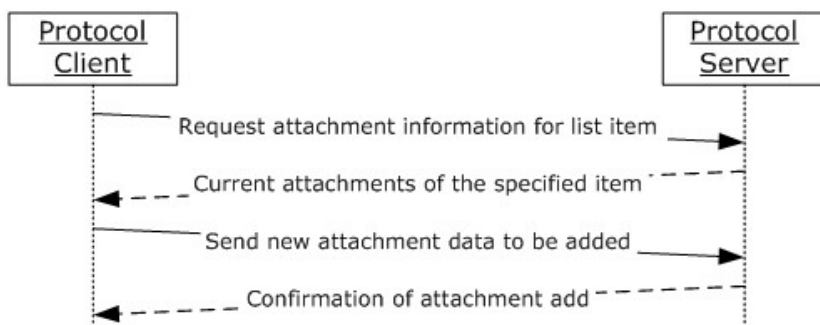 Protocol
Client
Protocol
Server
Request attachment information for list item
Current attachments of the specified item
Send new attachment data to be added
Confirmation of attachment add